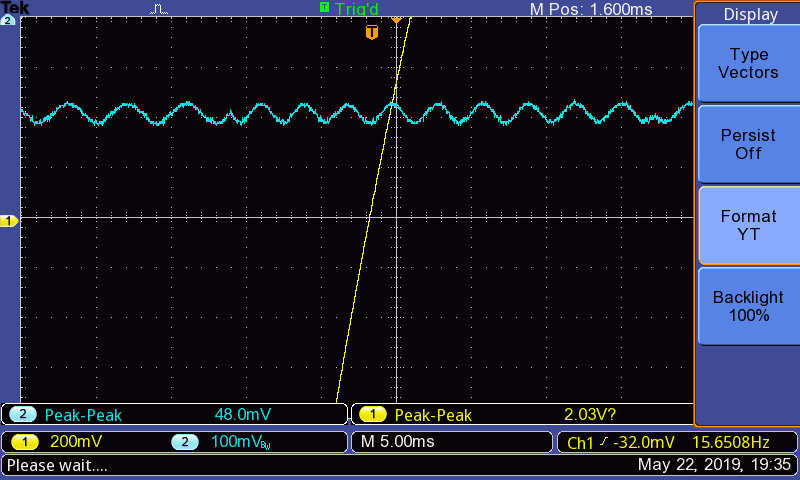 Tek T Trig'd M Pos: 1.600ms Display
2
T
Type
Vectors
Persist
Off
1
Format
YT
Backlight
100%
2 Peak-Peak 48.0mV 1 Peak-Peak 2.03V?
1 200mV 2 100mVBW M 5.00ms Ch1 -32.0mV 15.6508Hz
Please wait.... May 22, 2019, 19:35